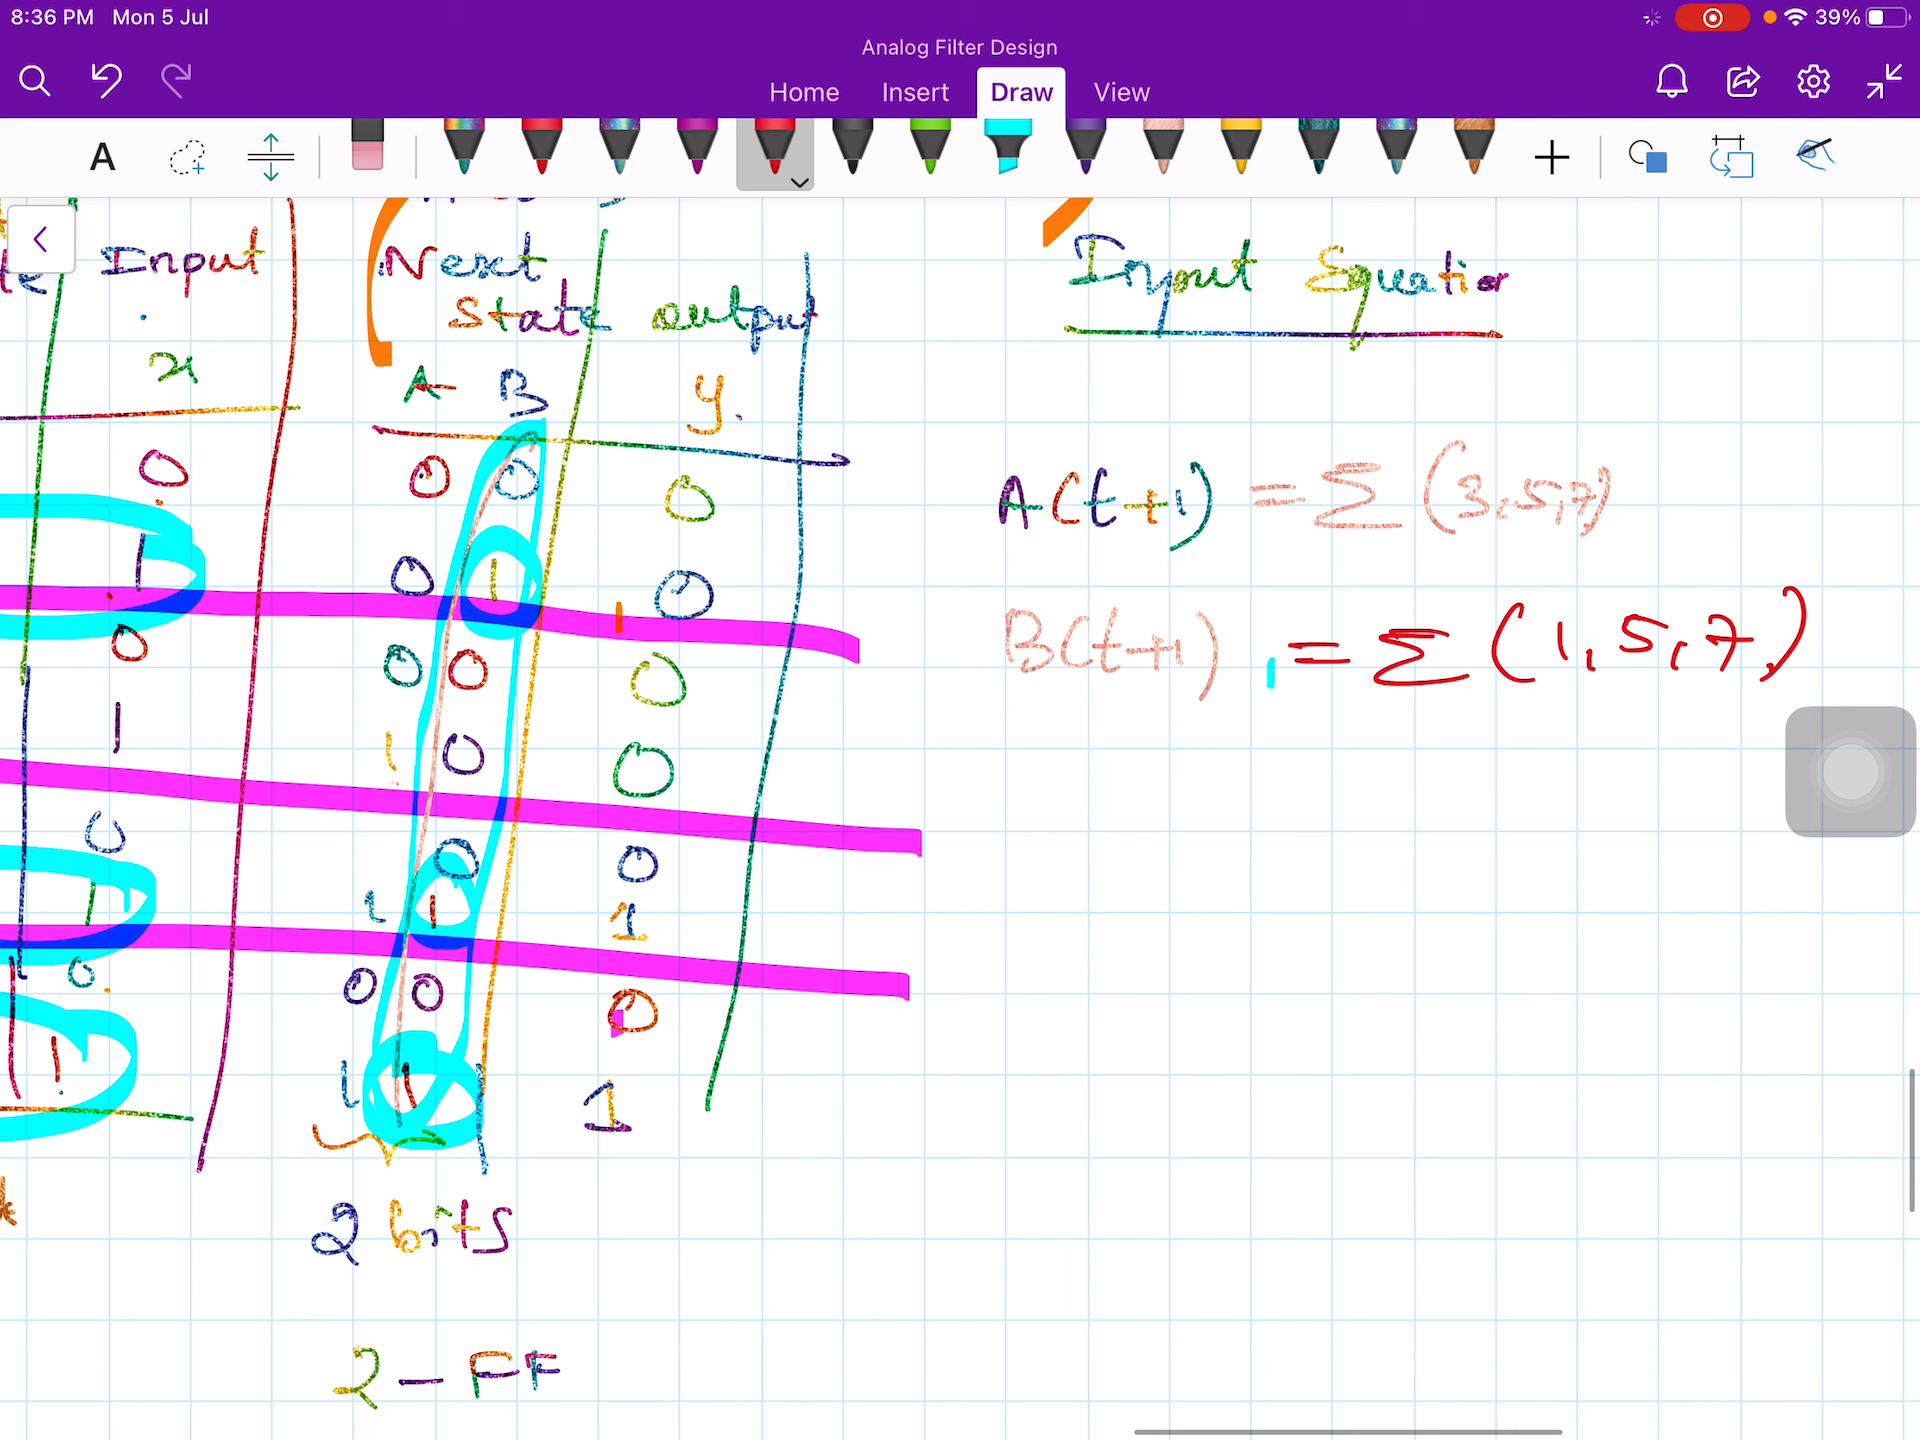 8:36 PM Mon 5 Jul
39%
Analog Filter Design
Home Insert Draw View
A
Input
x
Next
State output
A B
y
Input Equation
0 0 0 0
1 0 1 0
0 0 0 0
1 1 0 0
0 0 0
1 1 1 1
0 0 0 0
1 1 1 1
A(t+1) = Σ (3,5,7)
B(t+1) = Σ (1,5,7)
2 bits
2-FF